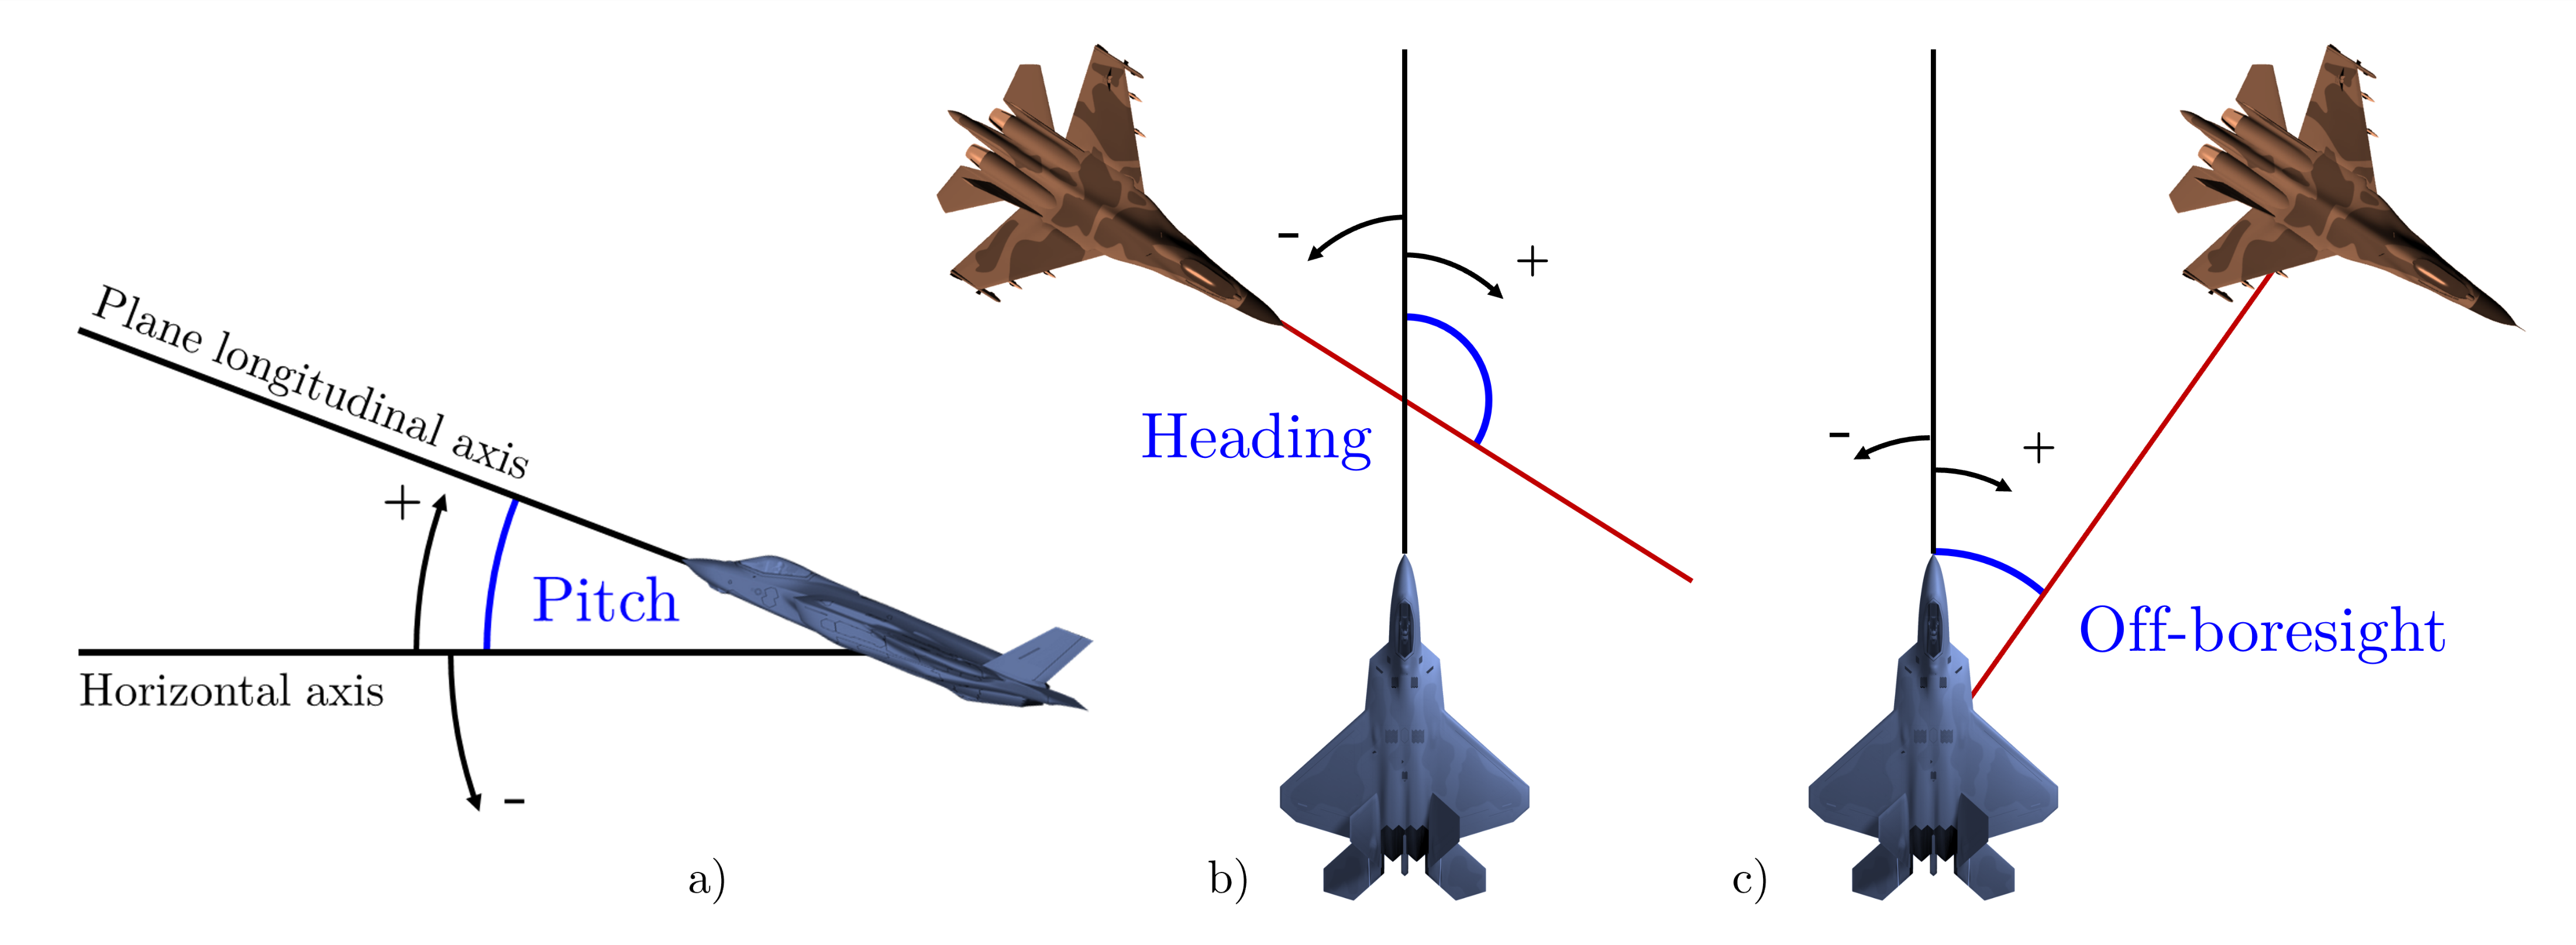 Plane longitudinal axis
+
Pitch
Horizontal axis
-
a)
-
+
Heading
b)
-
+
Off-boresight
c)